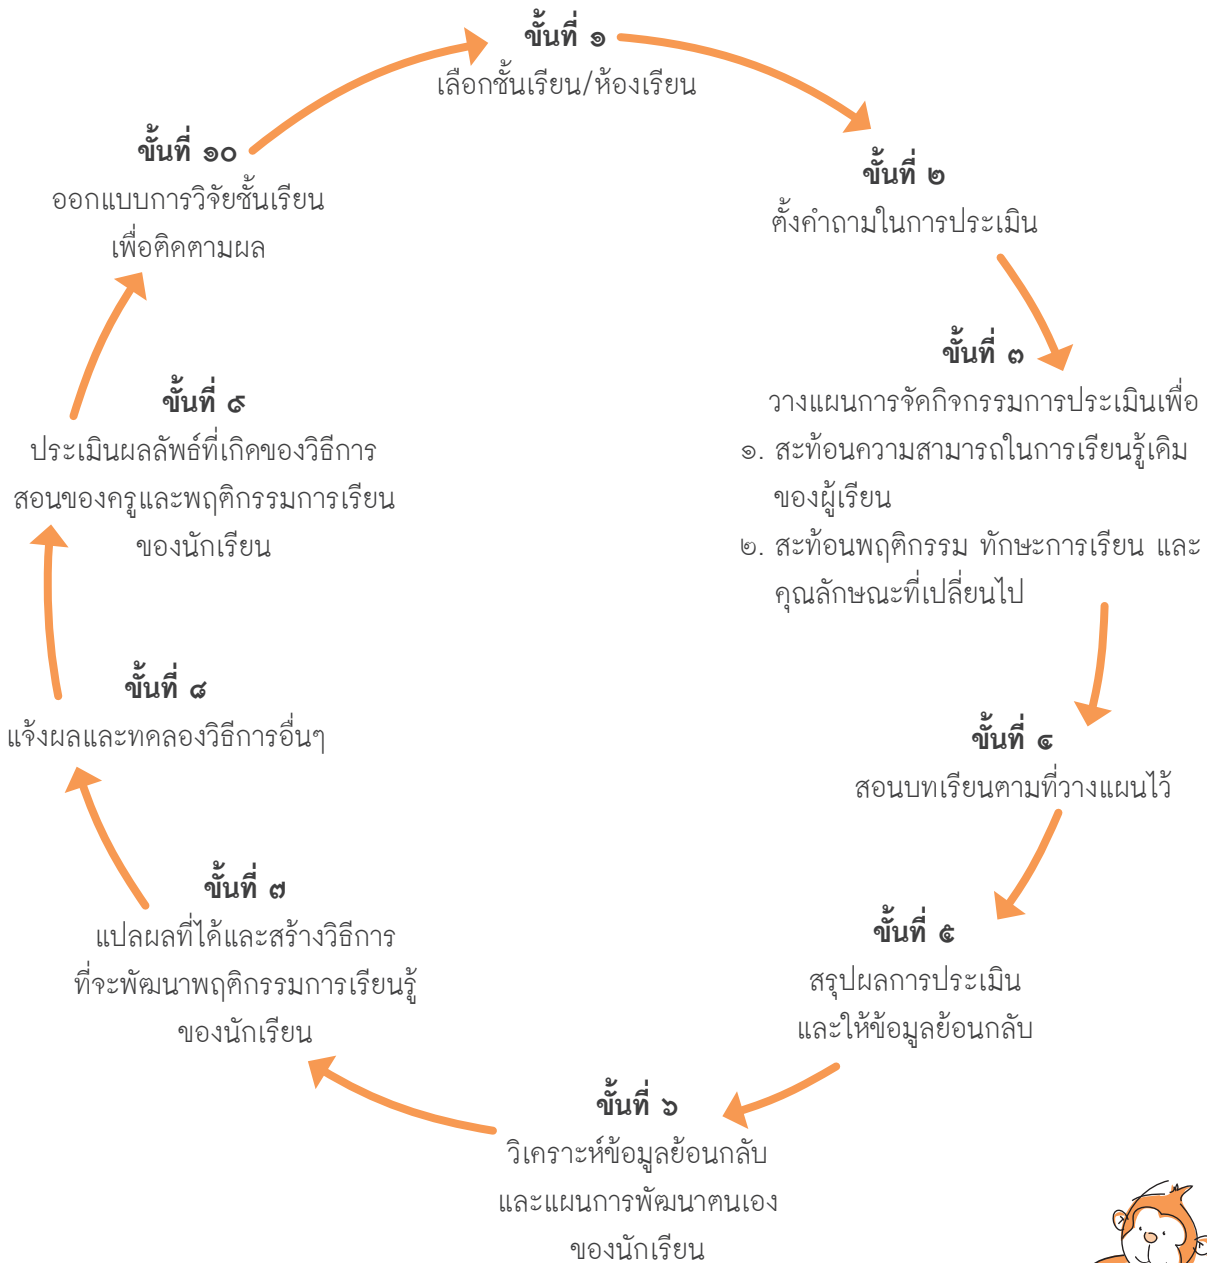 ขั้นที่ ๑
เลือกชั้นเรียน/ห้องเรียน
ขั้นที่ ๒
ตั้งคำถามในการประเมิน
ขั้นที่ ๓
วางแผนการจัดกิจกรรมการประเมินเพื่อ
๑. สะท้อนความสามารถในการเรียนรู้เดิม
ของผู้เรียน
๒. สะท้อนพฤติกรรม ทักษะการเรียน และ
คุณลักษณะที่เปลี่ยนไป
ขั้นที่ ๔
สอนบทเรียนตามที่วางแผนไว้
ขั้นที่ ๕
สรุปผลการประเมิน
และให้ข้อมูลย้อนกลับ
ขั้นที่ ๖
วิเคราะห์ข้อมูลย้อนกลับ
และแผนการพัฒนาตนเอง
ของนักเรียน
ขั้นที่ ๗
แปลผลที่ได้และสร้างวิธีการ
ที่จะพัฒนาพฤติกรรมการเรียนรู้
ของนักเรียน
ขั้นที่ ๘
แจ้งผลและทดลองวิธีการอื่นๆ
ขั้นที่ ๙
ประเมินผลลัพธ์ที่เกิดของวิธีการ
สอนของครูและพฤติกรรมการเรียน
ของนักเรียน
ขั้นที่ ๑๐
ออกแบบการวิจัยชั้นเรียน
เพื่อติดตามผล